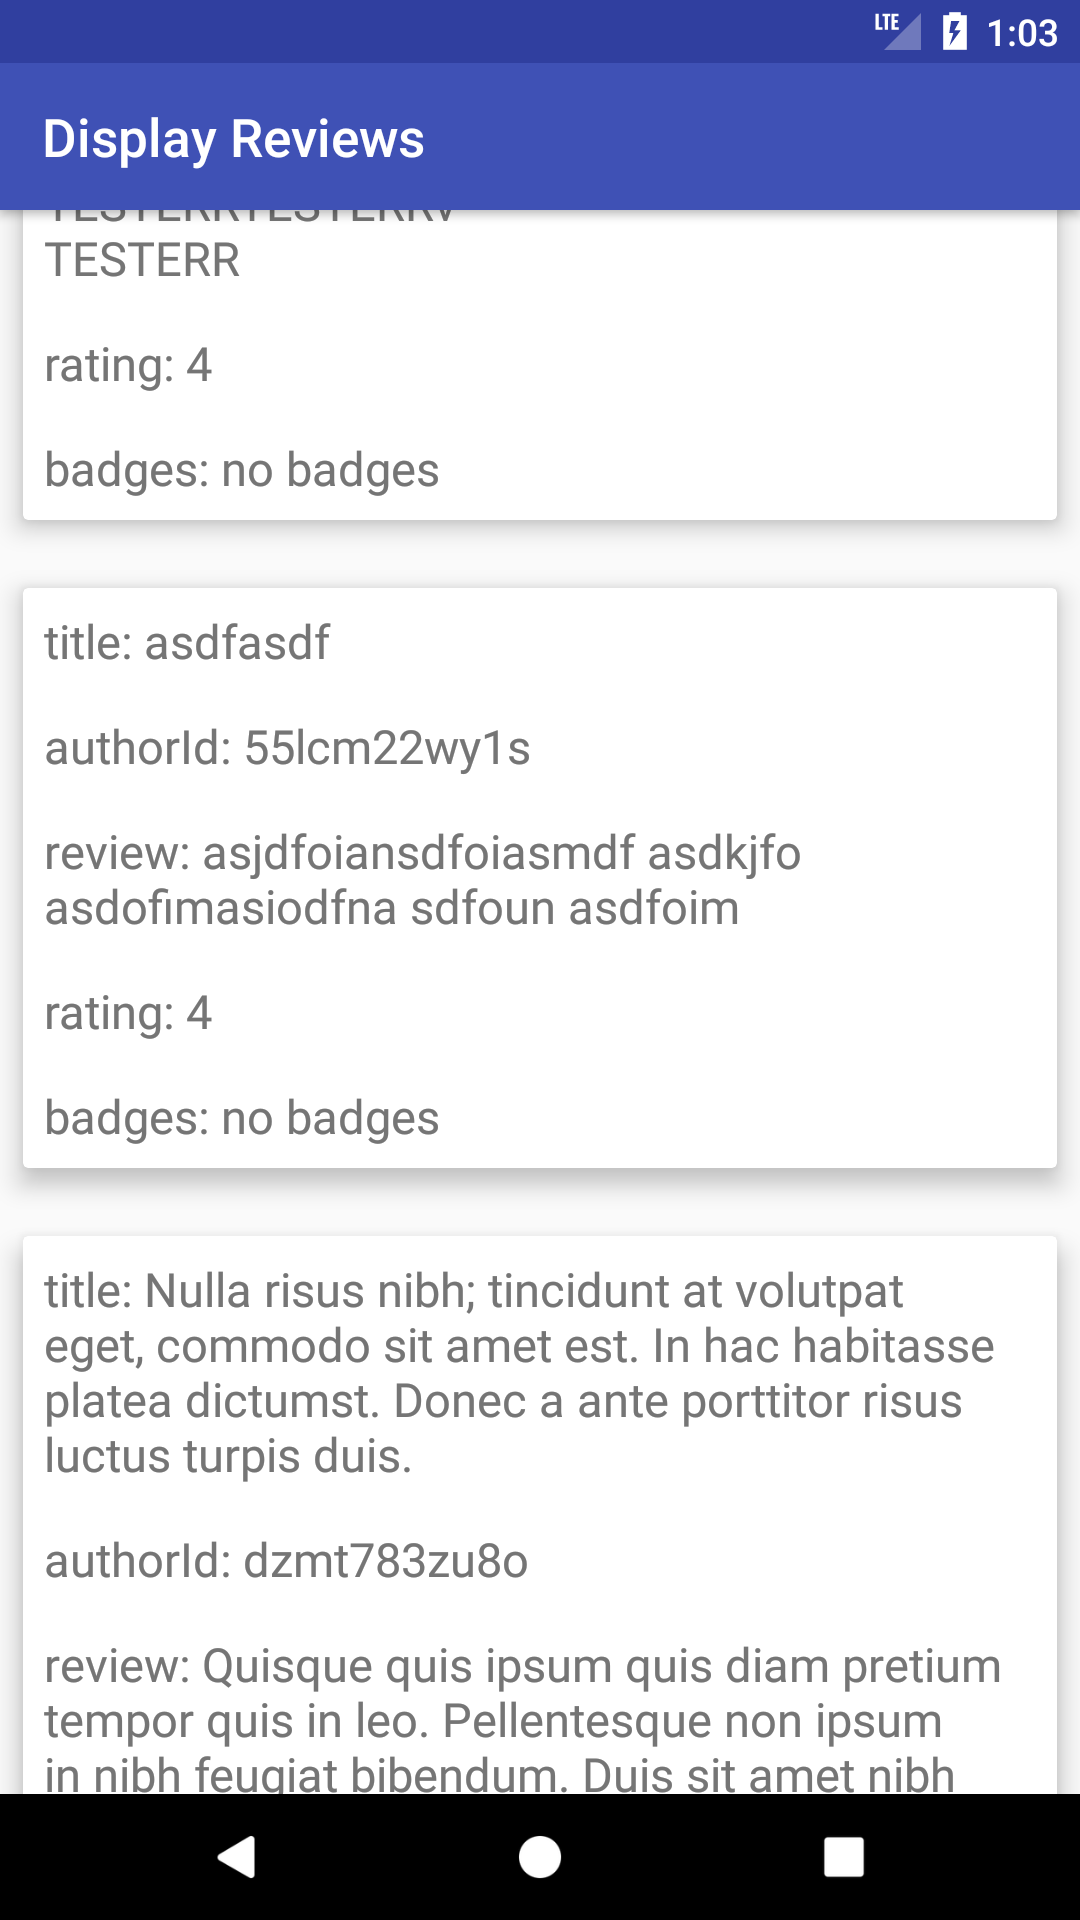 LTE 1:03
Display Reviews
TESTERR
rating: 4
badges: no badges
title: asdfasdf
authorId: 55lcm22wy1s
review: asjdfoiansdfoiasmdf asdkjfo
asdofimasiodfna sdfoun asdfoim
rating: 4
badges: no badges
title: Nulla risus nibh; tincidunt at volutpat
eget, commodo sit amet est. In hac habitasse
platea dictumst. Donec a ante porttitor risus
luctus turpis duis.
authorId: dzmt783zu8o
review: Quisque quis ipsum quis diam pretium
tempor quis in leo. Pellentesque non ipsum
in nibh feugiat bibendum. Duis sit amet nibh